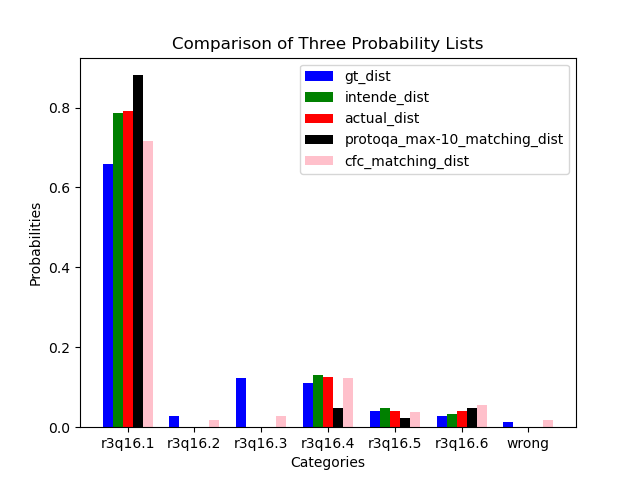 Comparison of Three Probability Lists
gt_dist
intende_dist
actual_dist
protoqa_max-10_matching_dist
cfc_matching_dist
Probabilities
0.8
0.6
0.4
0.2
0.0
r3q16.1 r3q16.2 r3q16.3 r3q16.4 r3q16.5 r3q16.6 wrong
Categories